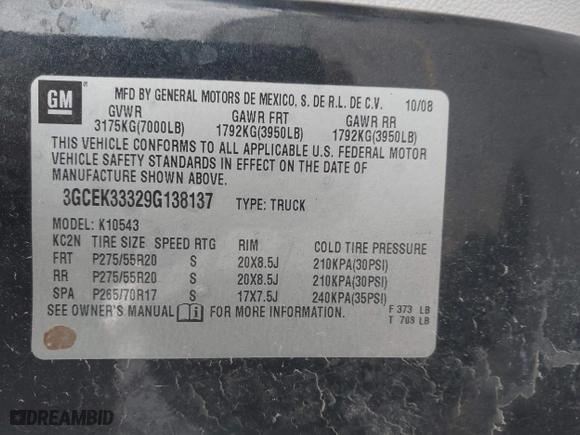 GM
MFD BY GENERAL MOTORS DE MEXICO, S. DE R.L. DE C.V. 10/08
GVWR GAWR FRT GAWR RR
3175KG(7000LB) 1792KG(3950LB) 1792KG(3950LB)
THIS VEHICLE CONFORMS TO ALL APPLICABLE U.S. FEDERAL MOTOR
VEHICLE SAFETY STANDARDS IN EFFECT ON THE DATE OF
MANUFACTURE SHOWN ABOVE.
3GCEK33329G138137 TYPE: TRUCK
MODEL: K10543
KC2N TIRE SIZE SPEED RTG RIM COLD TIRE PRESSURE
FRT P275/55R20 S 20X8.5J 210KPA(30PSI)
RR P275/55R20 S 20X8.5J 210KPA(30PSI)
SPA P265/70R17 S 17X7.5J 240KPA(35PSI)
SEE OWNER'S MANUAL FOR MORE INFORMATION.
F 373 LB
T 708 LB
DREAMBID